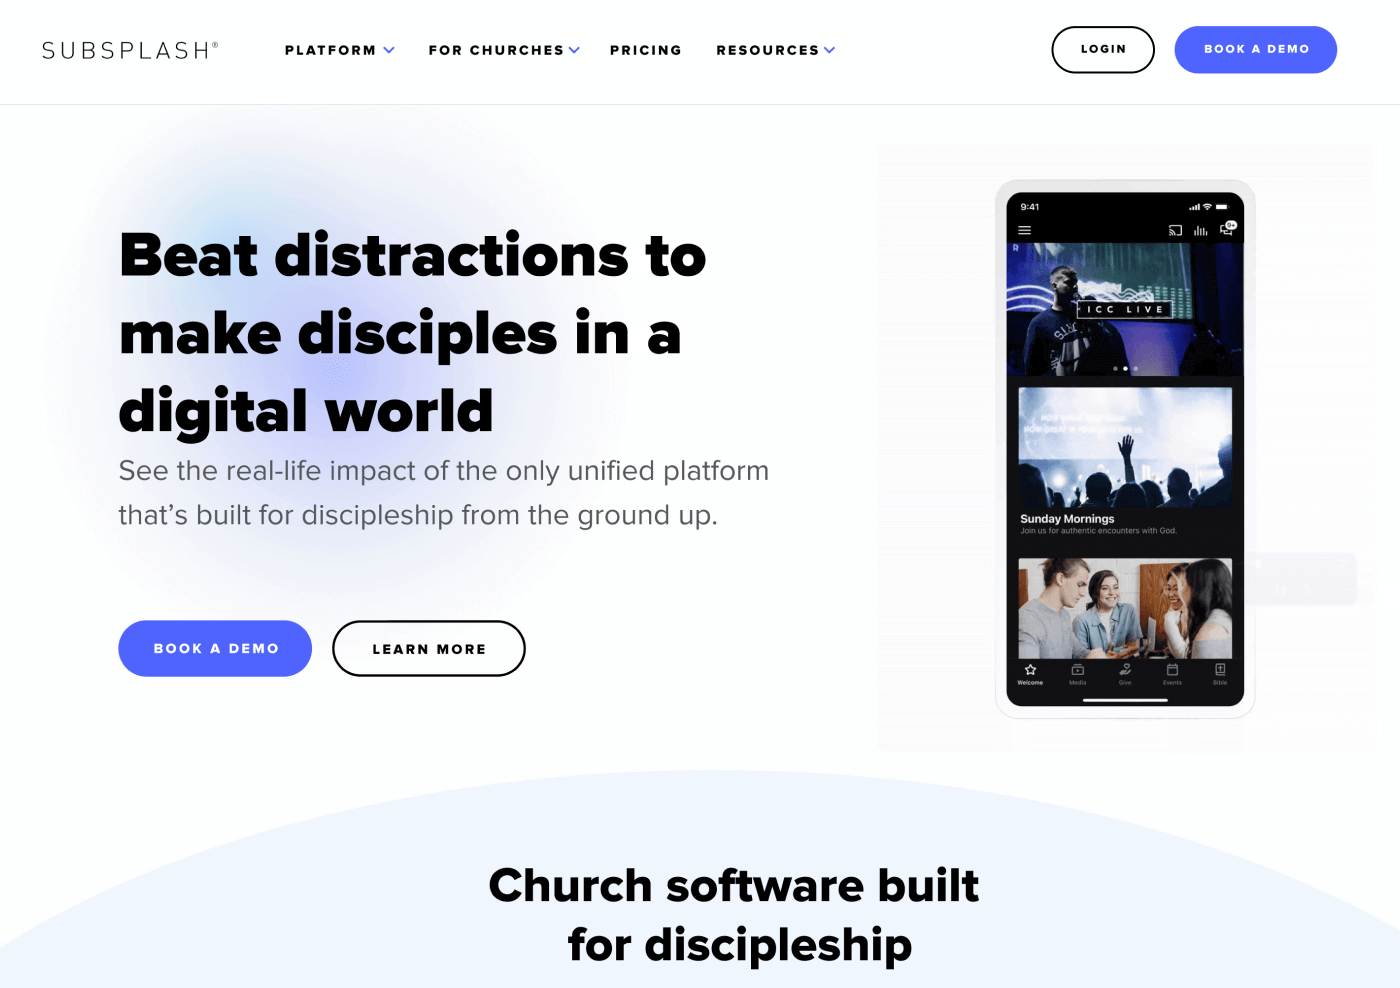 SUBSPLASH®
PLATFORM
FOR CHURCHES
PRICING
RESOURCES
LOGIN
BOOK A DEMO
Beat distractions to
make disciples in a
digital world
See the real-life impact of the only unified platform
that’s built for discipleship from the ground up.
BOOK A DEMO
LEARN MORE
9:41
9+
R
ICC LIVE
Sunday Mornings
Join us for authentic encounters with God.
Welcome
Media
Give
Events
Bible
Church software built
for discipleship